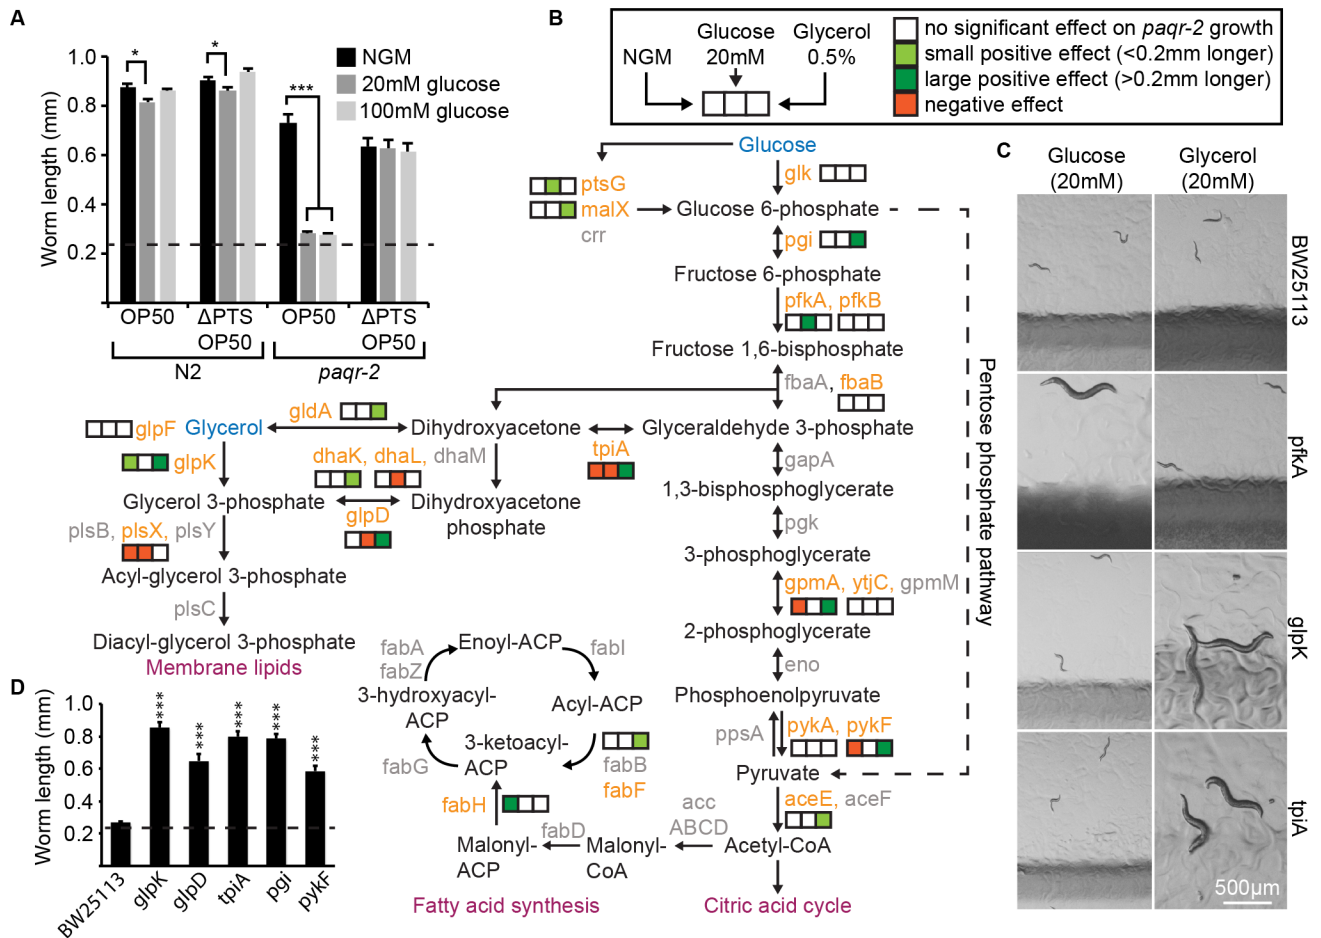 A
Worm length (mm)
1.0
0.8
0.6
0.4
0.2
*
*
***
NGM
20mM glucose
100mM glucose
OP50
ΔPTS
OP50
OP50
ΔPTS
OP50
N2
paqr-2
B
NGM
Glucose
20mM
Glycerol
0.5%
no significant effect on paqr-2 growth
small positive effect (<0.2mm longer)
large positive effect (>0.2mm longer)
negative effect
Glucose
glk
ptsG
malX
crr
Glucose 6-phosphate
pgi
Fructose 6-phosphate
pfkA, pfkB
Fructose 1,6-bisphosphate
fbaA, fbaB
Pentose phosphate pathway
glpF
Glycerol
gldA
Dihydroxyacetone
tpiA
Glyceraldehyde 3-phosphate
glpK
dhaK, dhaL, dhaM
gapA
Glycerol 3-phosphate
glpD
Dihydroxyacetone
phosphate
1,3-bisphosphoglycerate
plsB, plsX, plsY
pgk
Acyl-glycerol 3-phosphate
3-phosphoglycerate
plsC
gpmA, ytjC, gpmM
Diacyl-glycerol 3-phosphate
Membrane lipids
2-phosphoglycerate
eno
Phosphoenolpyruvate
ppsA
pykA, pykF
Pyruvate
aceE, aceF
Acetyl-CoA
Citric acid cycle
fabA
fabZ
Enoyl-ACP
fabI
3-hydroxyacyl-
ACP
Acyl-ACP
3-ketoacyl-
ACP
fabB
fabF
fabG
fabH
acc
ABCD
fabD
Malonyl-
ACP
Malonyl-
CoA
Fatty acid synthesis
C
Glucose
(20mM)
Glycerol
(20mM)
BW25113
pfkA
glpK
tpiA
500µm
D
Worm length (mm)
1.0
0.8
0.6
0.4
0.2
***
***
***
***
***
BW25113
glpK
glpD
tpiA
pgi
pykF